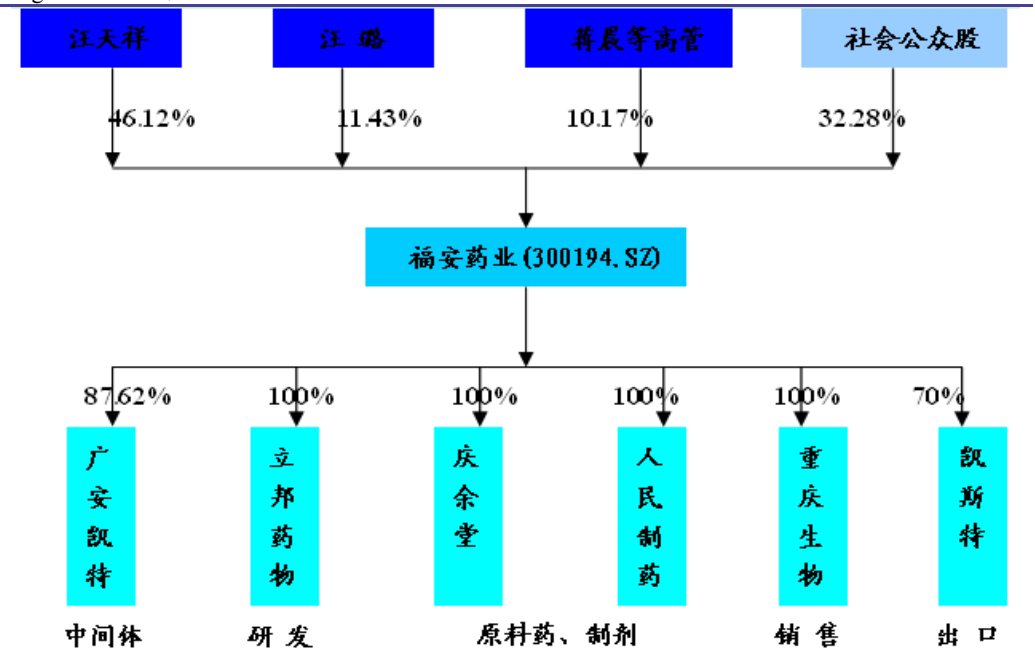 汪天祥
汪 璐
蒋晨等高管
社会公众股
46.12%
11.43%
10.17%
32.28%
福安药业(300194.SZ)
87.62%
100%
100%
100%
100%
70%
广安凯特
立邦药物
庆余堂
人民制药
重庆生物
凯斯特
中间体
研 发
原料药、制剂
销 售
出 口